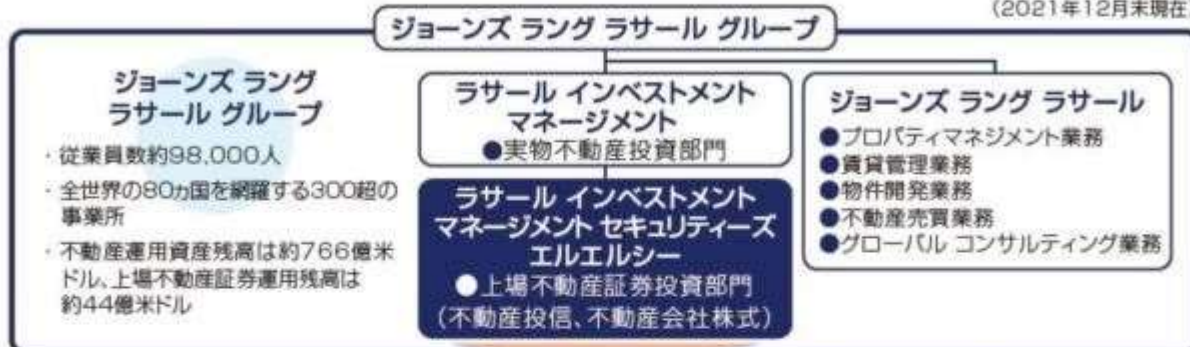 (2021年12月末現在
ジョーンズ ラング ラサール グループ
ジョーンズ ラング
ラサール グループ
・従業員数約98,000人
・全世界の80ヵ国を網羅する300超の
事業所
・不動産運用資産残高は約766億米
ドル、上場不動産証券運用残高は
約44億米ドル
ラサール インベストメント
マネージメント
●実物不動産投資部門
ラサール インベストメント
マネージメント セキュリティーズ
エルエルシー
●上場不動産証券投資部門
(不動産投信、不動産会社株式)
ジョーンズ ラング ラサール
●プロパティマネジメント業務
●賃貸管理業務
●物件開発業務
●不動産売買業務
●グローバル コンサルティング業務